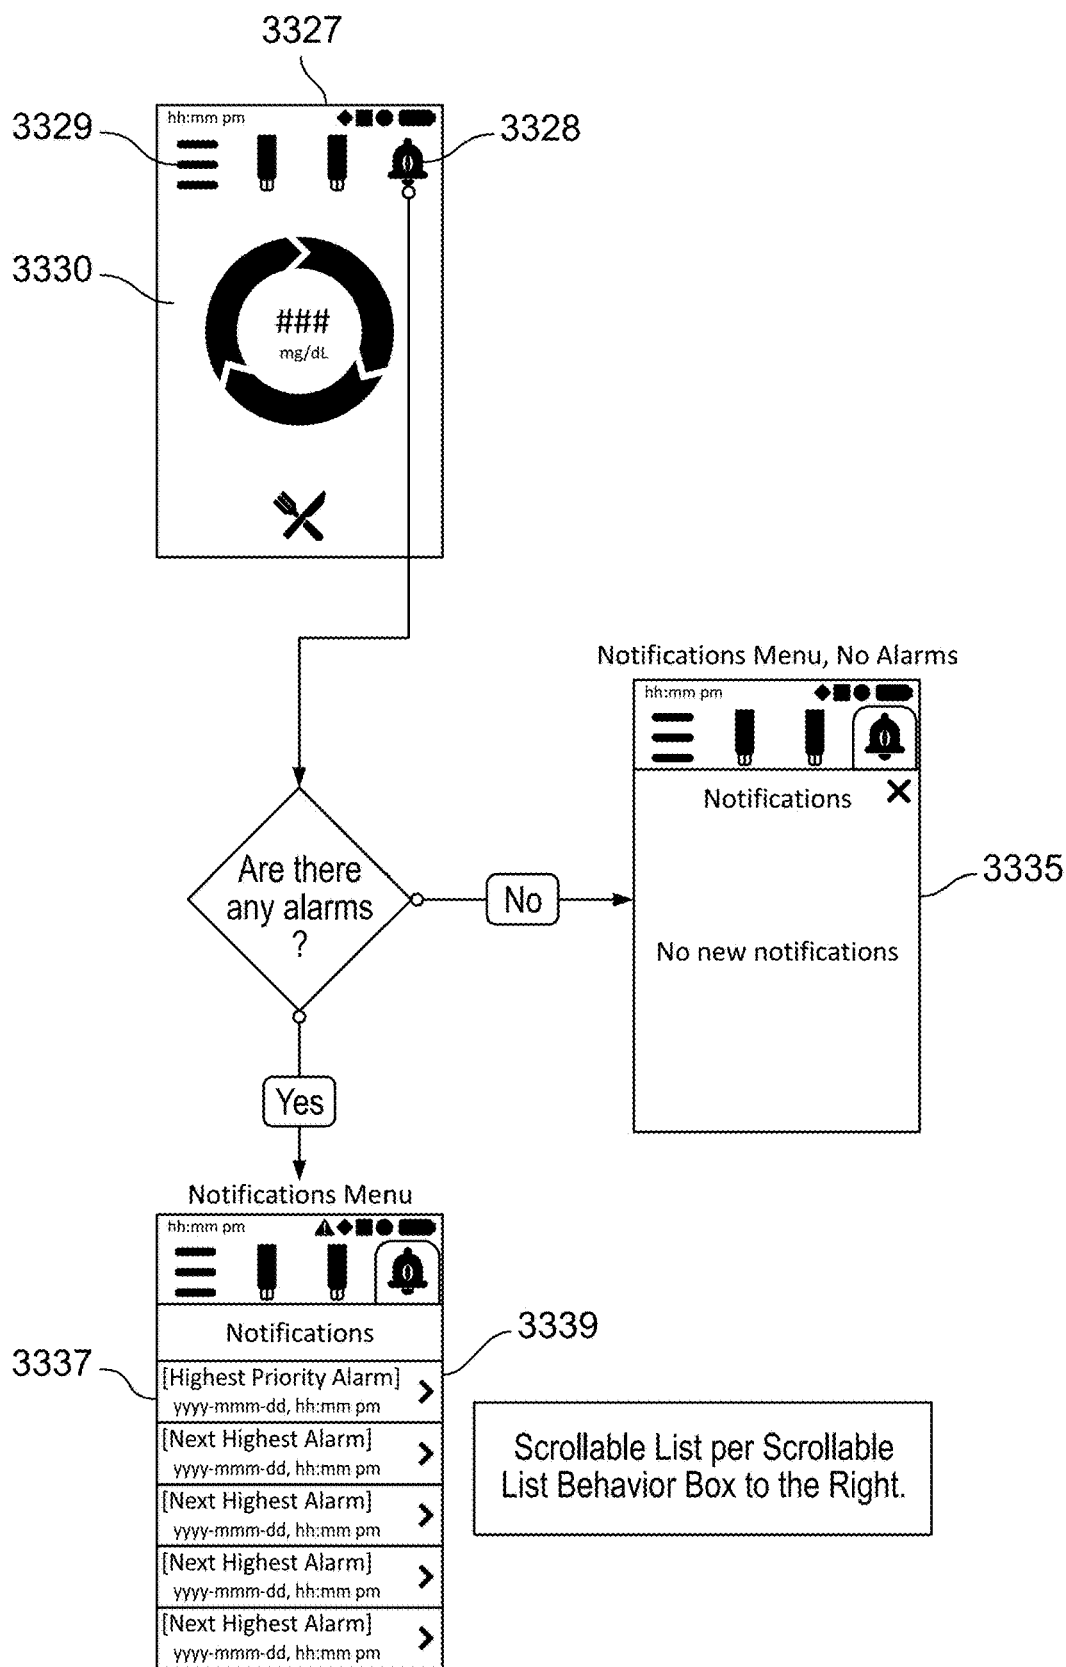 3327
hh:mm pm
3329
3328
3330
###
mg/dL
Notifications Menu, No Alarms
hh:mm pm
Notifications
Are there
any alarms
?
No
3335
No new notifications
Yes
Notifications Menu
hh:mm pm
Notifications
3339
3337
[Highest Priority Alarm]
yyyy-mmm-dd, hh:mm pm
[Next Highest Alarm]
yyyy-mmm-dd, hh:mm pm
[Next Highest Alarm]
yyyy-mmm-dd, hh:mm pm
[Next Highest Alarm]
yyyy-mmm-dd, hh:mm pm
[Next Highest Alarm]
yyyy-mmm-dd, hh:mm pm
Scrollable List per Scrollable
List Behavior Box to the Right.